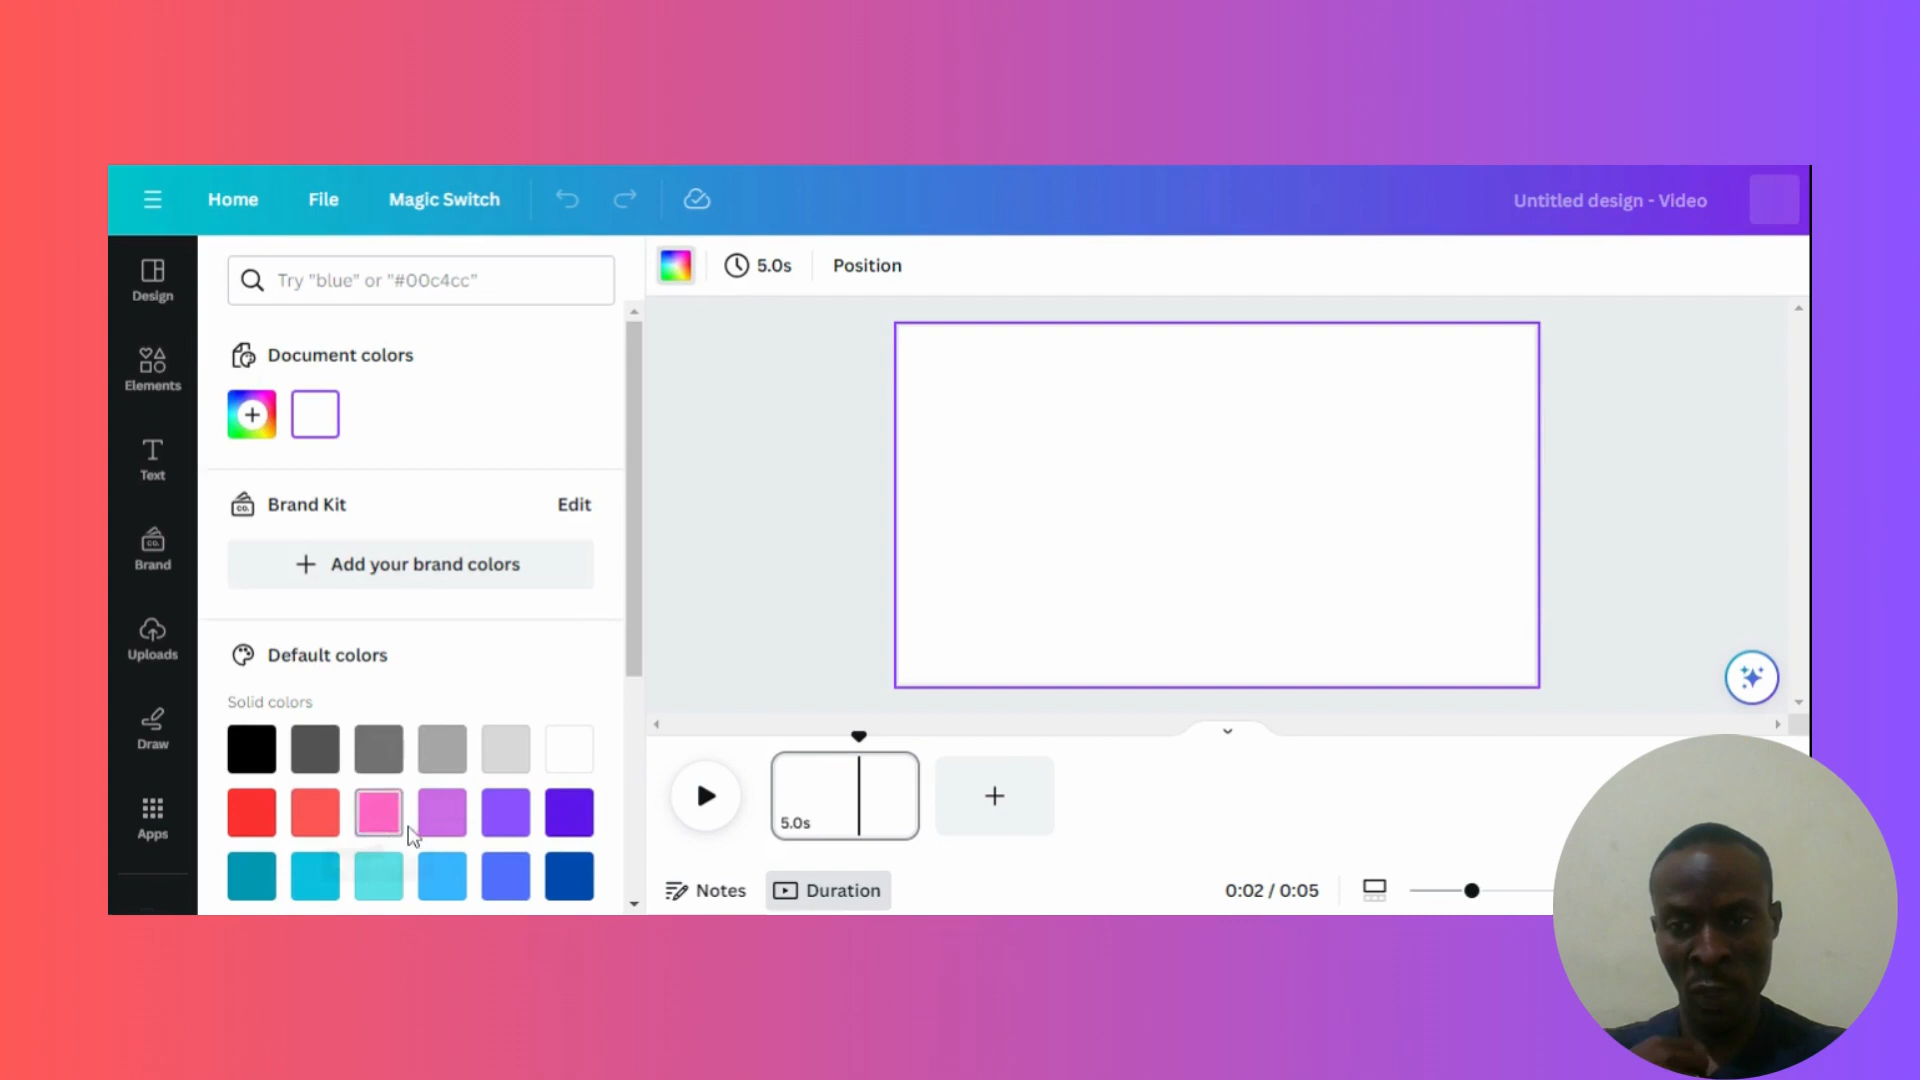 Home File Magic Switch Untitled design - Video
Design
Elements
Text
Brand
Uploads
Draw
Apps
Try "blue" or "#00c4cc"
Document colors
Brand Kit Edit
CO.
+ Add your brand colors
Default colors
Solid colors
5.0s Position
5.0s
Notes Duration 0:02 / 0:05